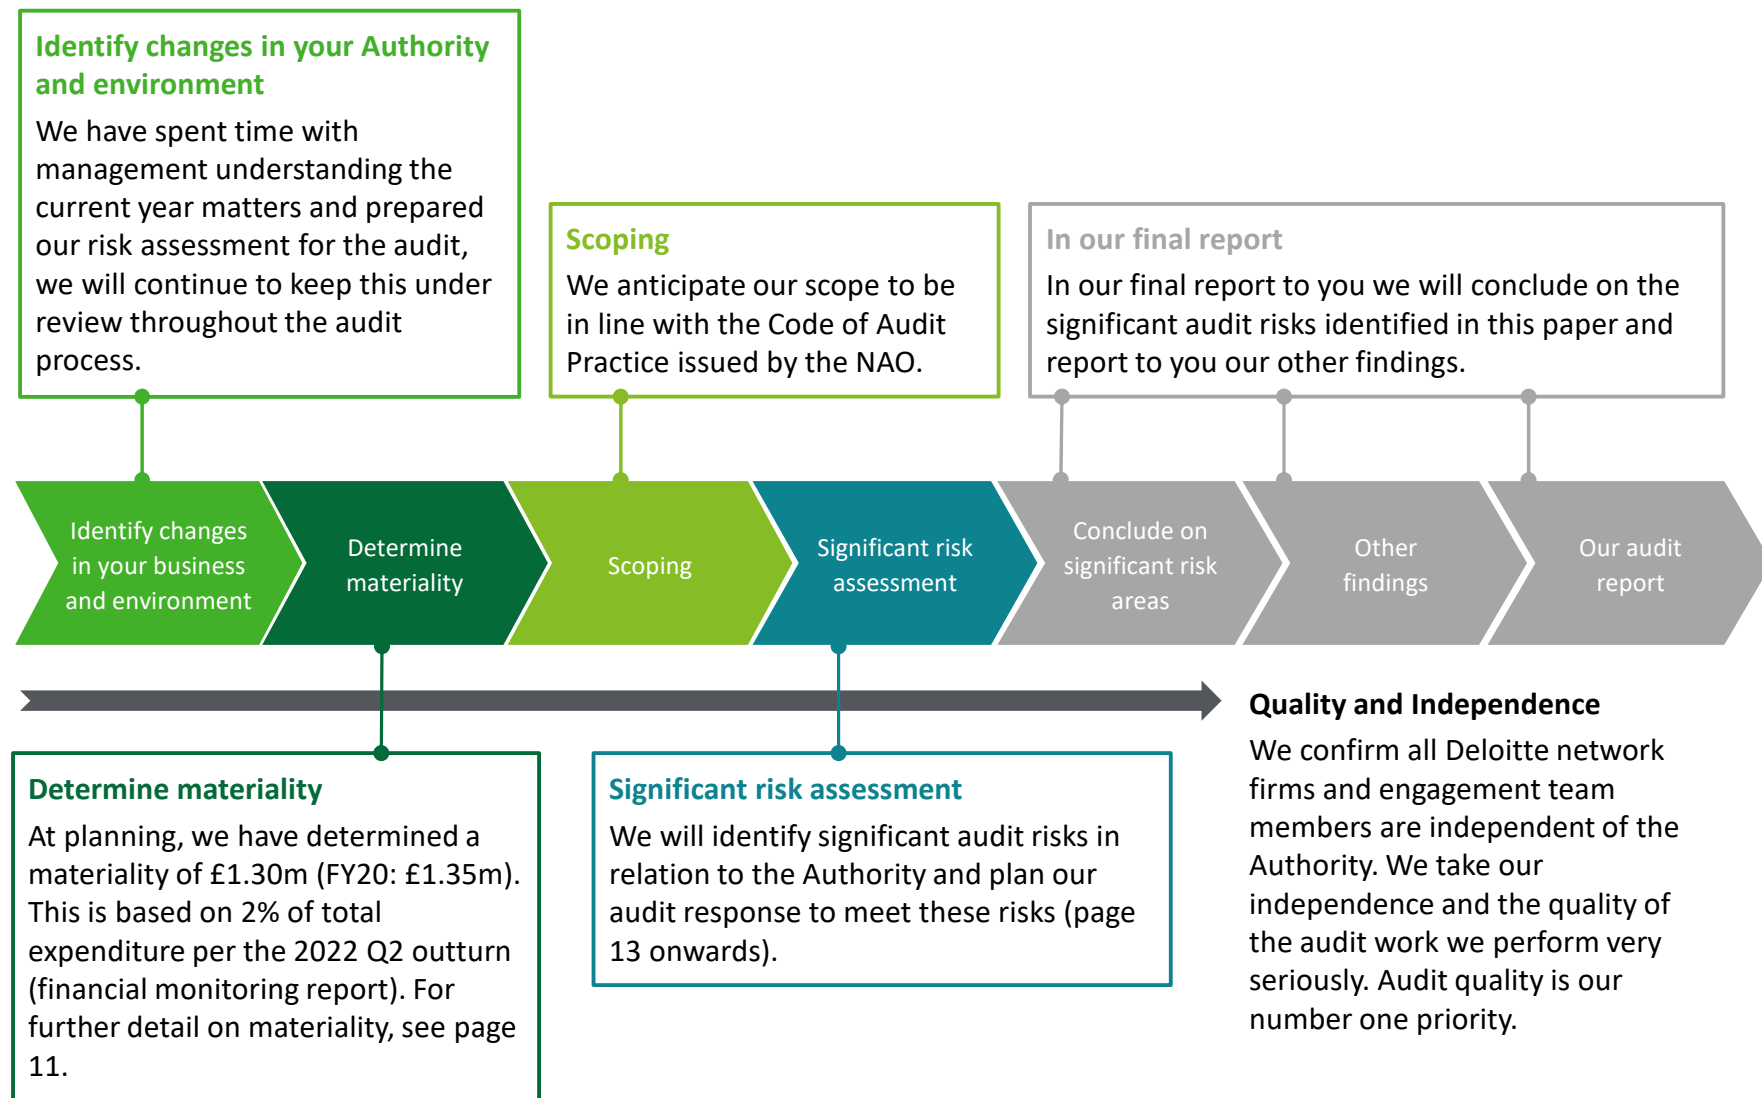 Identify changes in your Authority
and environment
We have spent time with
management understanding the
current year matters and prepared
our risk assessment for the audit,
we will continue to keep this under
review throughout the audit
process.
Scoping
We anticipate our scope to be
in line with the Code of Audit
Practice issued by the NAO.
In our final report
In our final report to you we will conclude on the
significant audit risks identified in this paper and
report to you our other findings.
Identify changes
in your business
and environment
Determine
materiality
Scoping
Significant risk
assessment
Conclude on
significant risk
areas
Other
findings
Our audit
report
Determine materiality
At planning, we have determined a
materiality of £1.30m (FY20: £1.35m).
This is based on 2% of total
expenditure per the 2022 Q2 outturn
(financial monitoring report). For
further detail on materiality, see page
11.
Significant risk assessment
We will identify significant audit risks in
relation to the Authority and plan our
audit response to meet these risks (page
13 onwards).
Quality and Independence
We confirm all Deloitte network
firms and engagement team
members are independent of the
Authority. We take our
independence and the quality of
the audit work we perform very
seriously. Audit quality is our
number one priority.